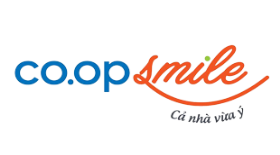 co.op smile
Cả nhà vừa ý